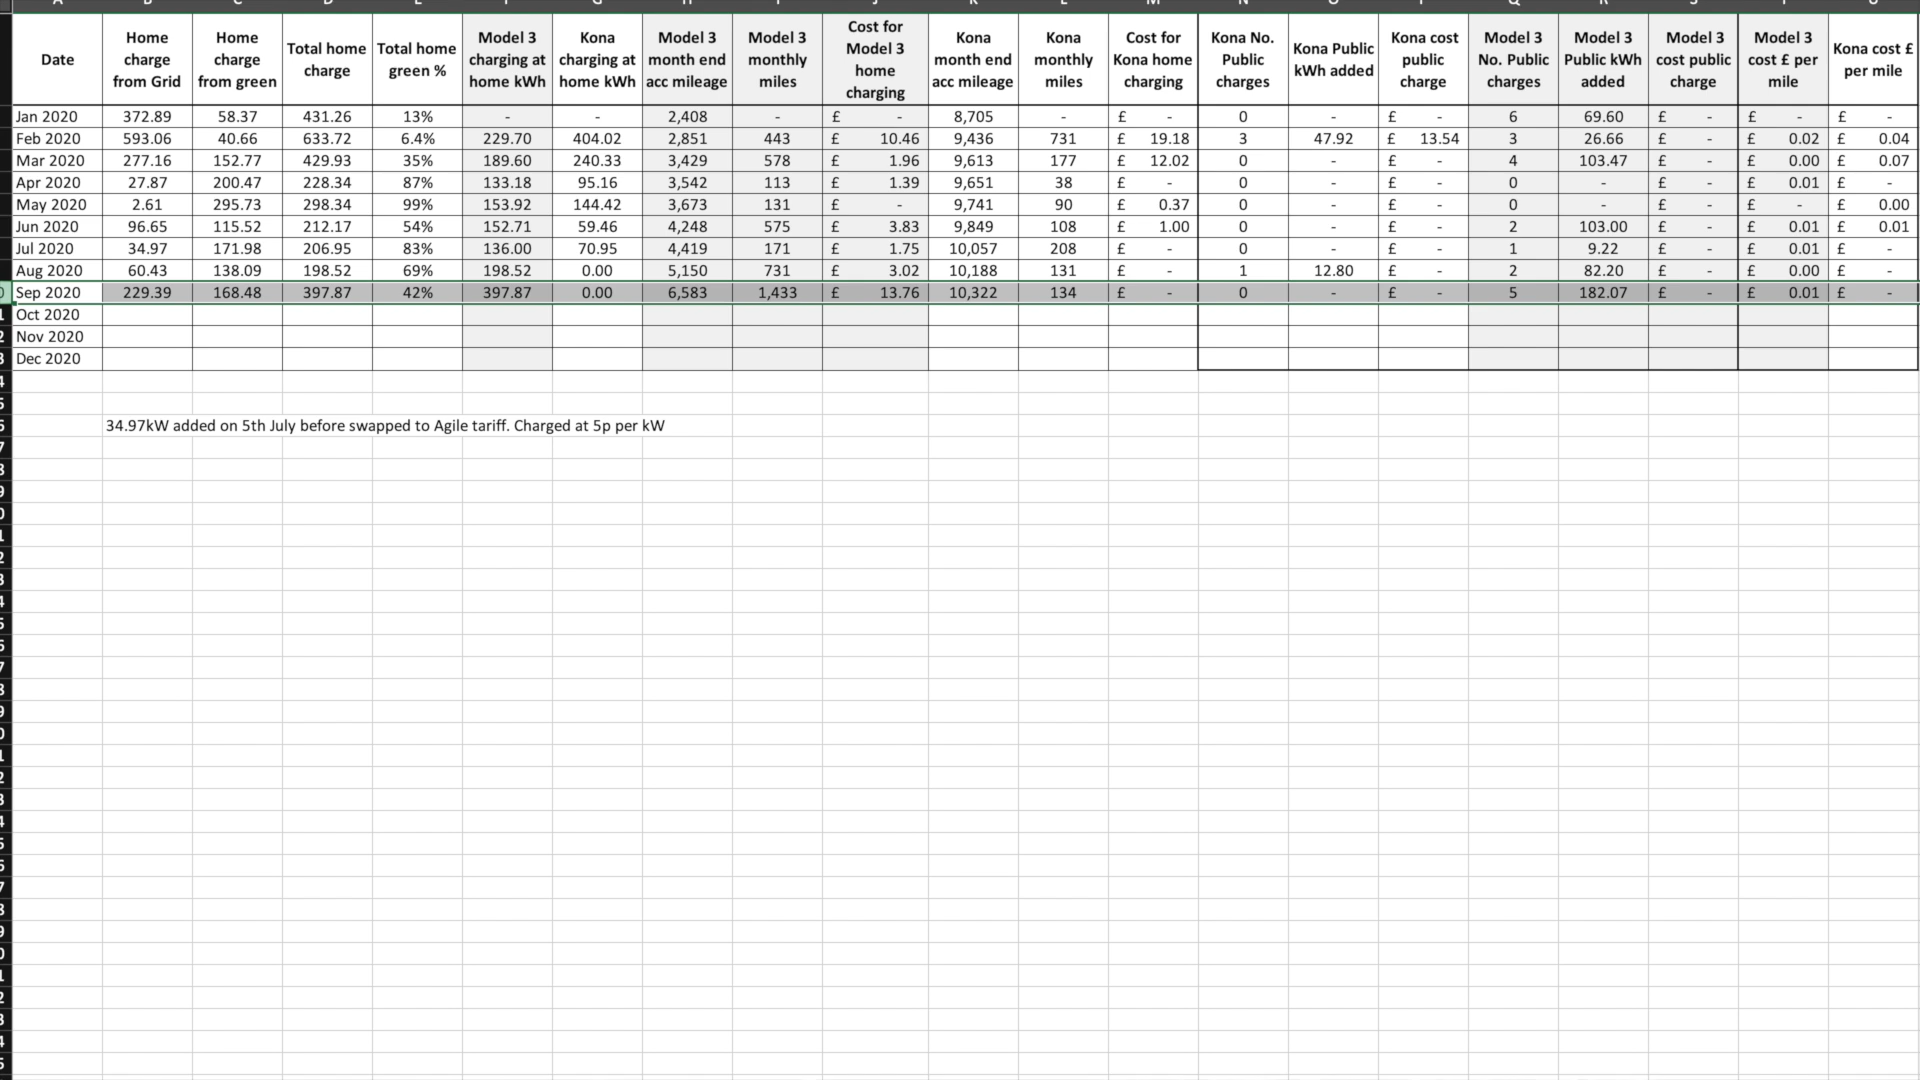 Date | Home charge from Grid | Home charge from green | Total home charge | Total home green % | Model 3 charging at home kWh | Kona charging at home kWh | Model 3 month end acc mileage | Model 3 monthly miles | Cost for Model 3 home charging | Kona month end acc mileage | Kona monthly miles | Cost for Kona home charging | Kona No. Public charges | Kona Public kWh added | Kona cost public charge | Model 3 No. Public charges | Model 3 Public kWh added | Model 3 cost public charge | Model 3 cost £ per mile | Kona cost £ per mile
Jan 2020 | 372.89 | 58.37 | 431.26 | 13% | - | - | 2,408 | - | £ - | 8,705 | - | £ - | 0 | - | £ - | 6 | 69.60 | £ - | £ - | £ -
Feb 2020 | 593.06 | 40.66 | 633.72 | 6.4% | 229.70 | 404.02 | 2,851 | 443 | £ 10.46 | 9,436 | 731 | £ 19.18 | 3 | 47.92 | £ 13.54 | 3 | 26.66 | £ - | £ 0.02 | £ 0.04
Mar 2020 | 277.16 | 152.77 | 429.93 | 35% | 189.60 | 240.33 | 3,429 | 578 | £ 1.96 | 9,613 | 177 | £ 12.02 | 0 | - | £ - | 4 | 103.47 | £ - | £ 0.00 | £ 0.07
Apr 2020 | 27.87 | 200.47 | 228.34 | 87% | 133.18 | 95.16 | 3,542 | 113 | £ 1.39 | 9,651 | 38 | £ - | 0 | - | £ - | 0 | - | £ - | £ 0.01 | £ -
May 2020 | 2.61 | 295.73 | 298.34 | 99% | 153.92 | 144.42 | 3,673 | 131 | £ - | 9,741 | 90 | £ 0.37 | 0 | - | £ - | 0 | - | £ - | £ - | £ 0.00
Jun 2020 | 96.65 | 115.52 | 212.17 | 54% | 152.71 | 59.46 | 4,248 | 575 | £ 3.83 | 9,849 | 108 | £ 1.00 | 0 | - | £ - | 2 | 103.00 | £ - | £ 0.01 | £ 0.01
Jul 2020 | 34.97 | 171.98 | 206.95 | 83% | 136.00 | 70.95 | 4,419 | 171 | £ 1.75 | 10,057 | 208 | £ - | 0 | - | £ - | 1 | 9.22 | £ - | £ 0.01 | £ -
Aug 2020 | 60.43 | 138.09 | 198.52 | 69% | 198.52 | 0.00 | 5,150 | 731 | £ 3.02 | 10,188 | 131 | £ - | 1 | 12.80 | £ - | 2 | 82.20 | £ - | £ 0.00 | £ -
Sep 2020 | 229.39 | 168.48 | 397.87 | 42% | 397.87 | 0.00 | 6,583 | 1,433 | £ 13.76 | 10,322 | 134 | £ - | 0 | - | £ - | 5 | 182.07 | £ - | £ 0.01 | £ -
Oct 2020
Nov 2020
Dec 2020
34.97kW added on 5th July before swapped to Agile tariff. Charged at 5p per kW